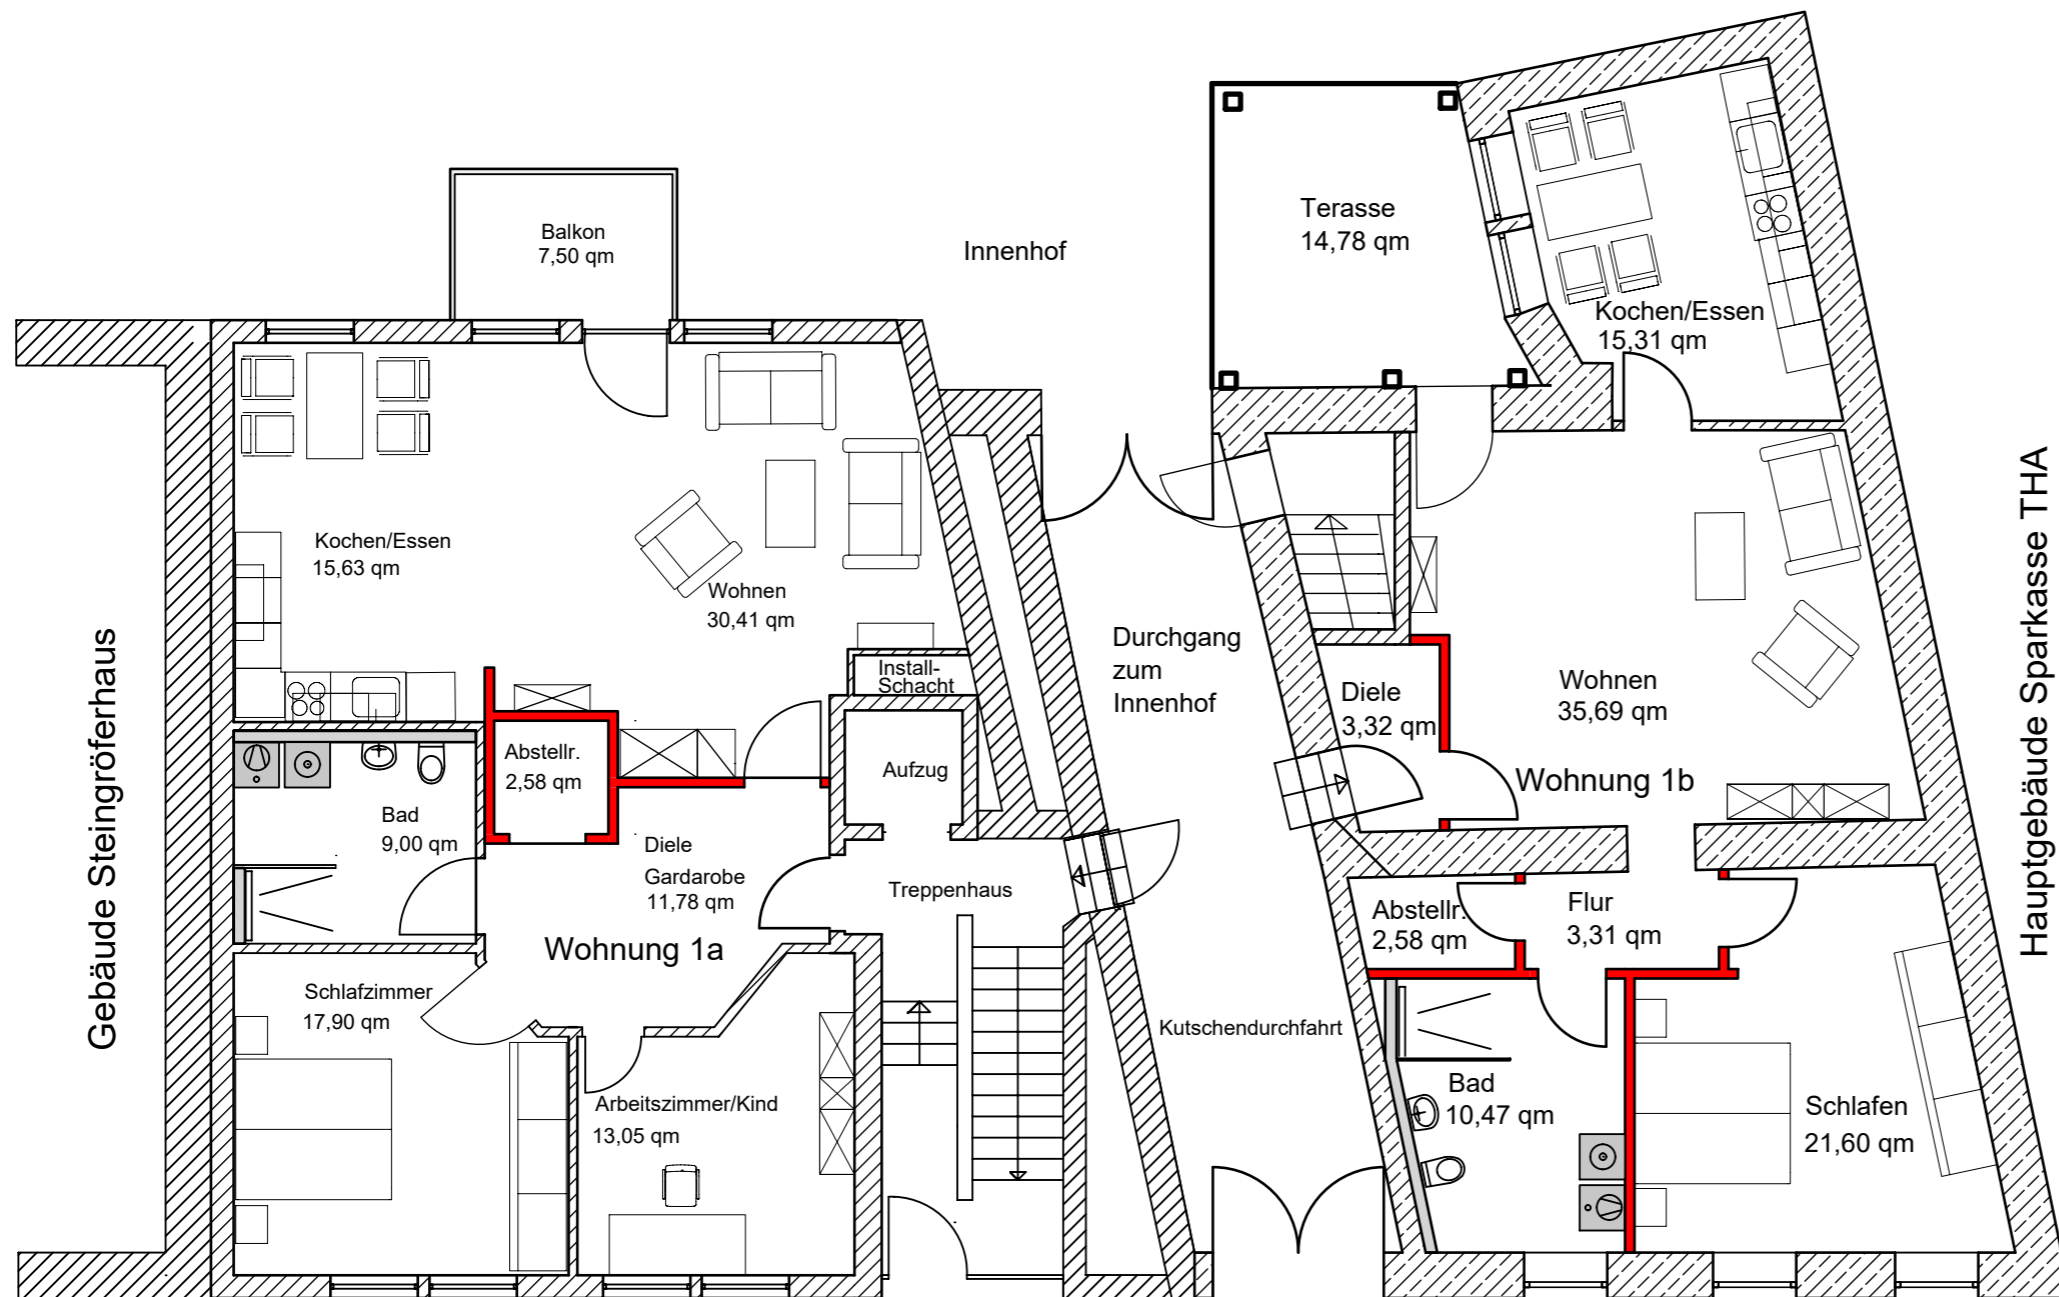 Gebäude Steingröferhaus
Balkon
7,50 qm
Innenhof
Terasse
14,78 qm
Kochen/Essen
15,31 qm
Kochen/Essen
15,63 qm
Wohnen
30,41 qm
Install-
Schacht
Aufzug
Abstellr.
2,58 qm
Bad
9,00 qm
Diele
Gardarobe
11,78 qm
Wohnung 1a
Treppenhaus
Schlafzimmer
17,90 qm
Arbeitszimmer/Kind
13,05 qm
Durchgang
zum
Innenhof
Kutschendurchfahrt
Diele
3,32 qm
Wohnen
35,69 qm
Wohnung 1b
Abstellr.
2,58 qm
Flur
3,31 qm
Bad
10,47 qm
Schlafen
21,60 qm
Hauptgebäude Sparkasse THA